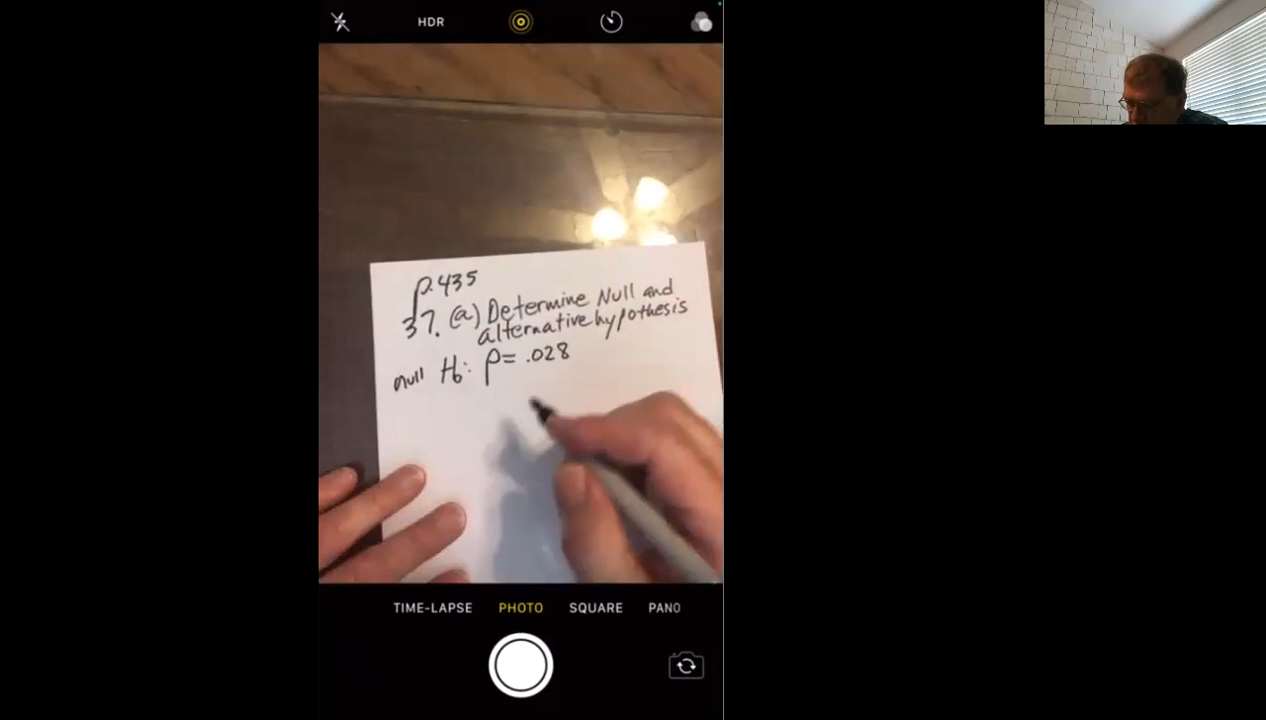 HDR
p.435
37. (a) Determine Null and
alternative hypothesis
null H₀: p = .028
TIME-LAPSE PHOTO SQUARE PANO